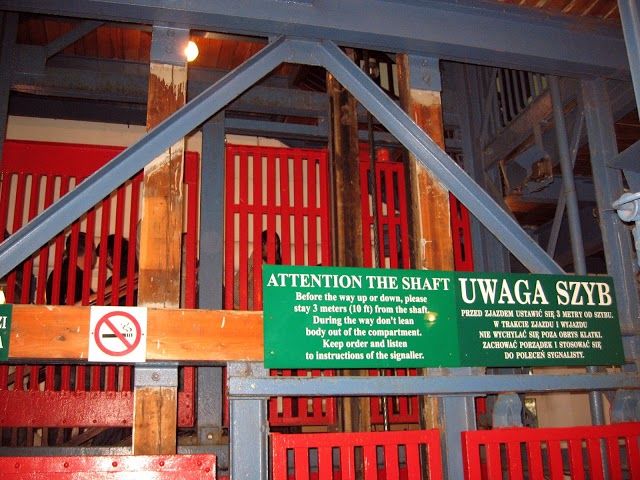 ATTENTION THE SHAFT
Before the way up or down, please
stay 3 meters (10 ft) from the shaft.
During the way don't lean
body out of the compartment.
Keep order and listen
to instructions of the signalier.
UWAGA SZYB
PRZED ZJAZDEM USTAWIĆ SIĘ 3 METRY OD SZYBU.
W TRAKCIE ZJAZDU I WYJAZDU
NIE WYCHYLAĆ SIĘ POZA OBRĘB KLATKI,
ZACHOWAĆ PORZĄDEK I STOSOWAĆ SIĘ
DO POLECEŃ SYGNALISTY.
ZI
A